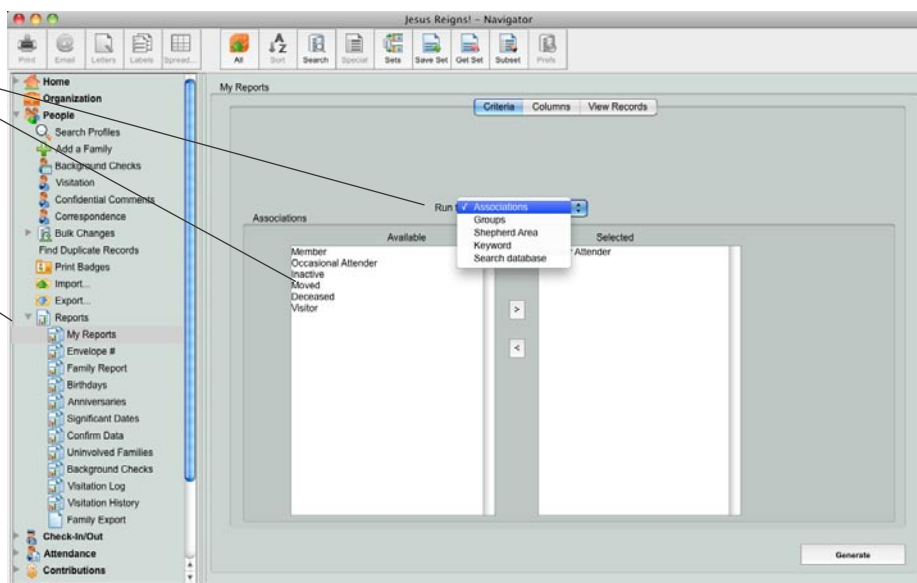 Jesus Reigns! - Navigator
Print Email Letters Labels Spread... All Sort Search Special Sets Save Set Get Set Subset Prefs
Home
Organization
People
Search Profiles
Add a Family
Background Checks
Visitation
Confidential Comments
Correspondence
Bulk Changes
Find Duplicate Records
Print Badges
Import...
Export...
Reports
My Reports
Envelope #
Family Report
Birthdays
Anniversaries
Significant Dates
Confirm Data
Uninvolved Families
Background Checks
Visitation Log
Visitation History
Family Export
Check-In/Out
Attendance
Contributions
My Reports
Criteria Columns View Records
Run
✓ Associations
Groups
Shepherd Area
Keyword
Search database
Associations
Available
Member
Occasional Attender
Inactive
Moved
Deceased
Visitor
>
<
Selected
Attender
Generate